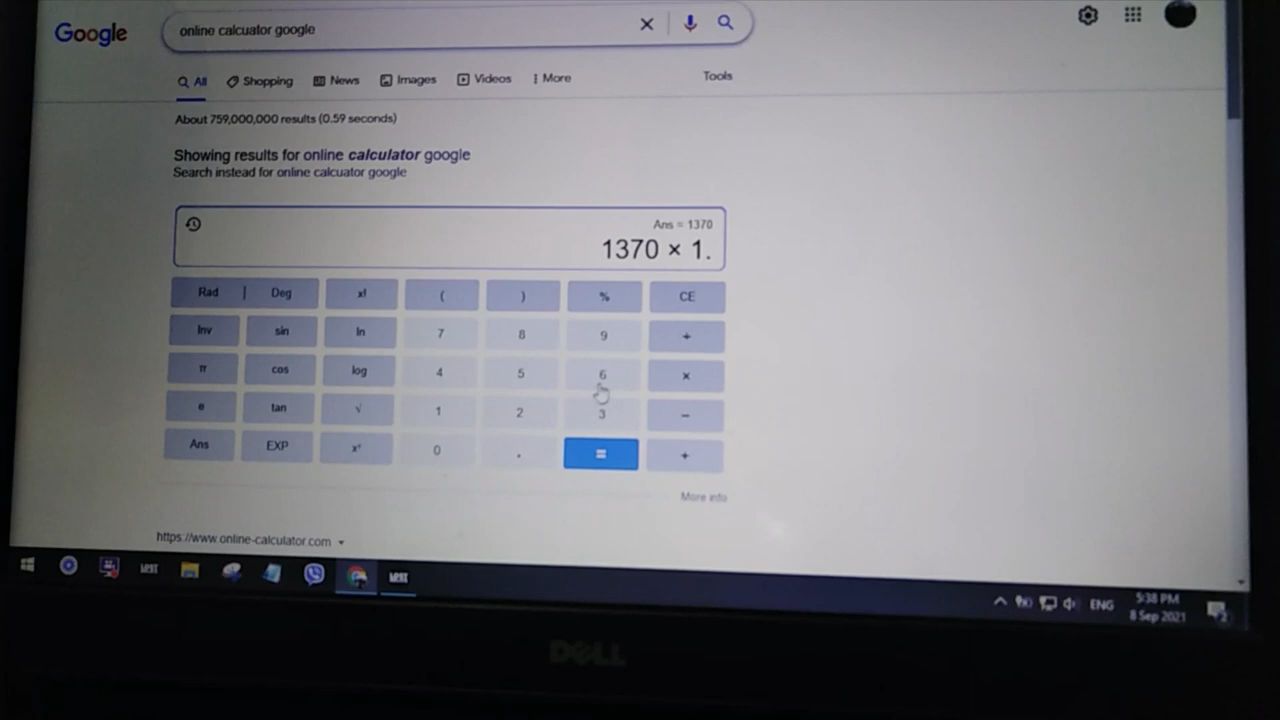 Google
online calcuator google
All Shopping News Images Videos More Tools
About 759,000,000 results (0.59 seconds)
Showing results for online calculator google
Search instead for online calcuator google
Ans = 1370
1370 × 1.
Rad | Deg x! ( ) % CE
Inv sin ln 7 8 9 ÷
π cos log 4 5 6 ×
e tan √ 1 2 3 −
Ans EXP xʸ 0 . = +
More info
https://www.online-calculator.com
ENG
5:38 PM
8 Sep 2021
DELL